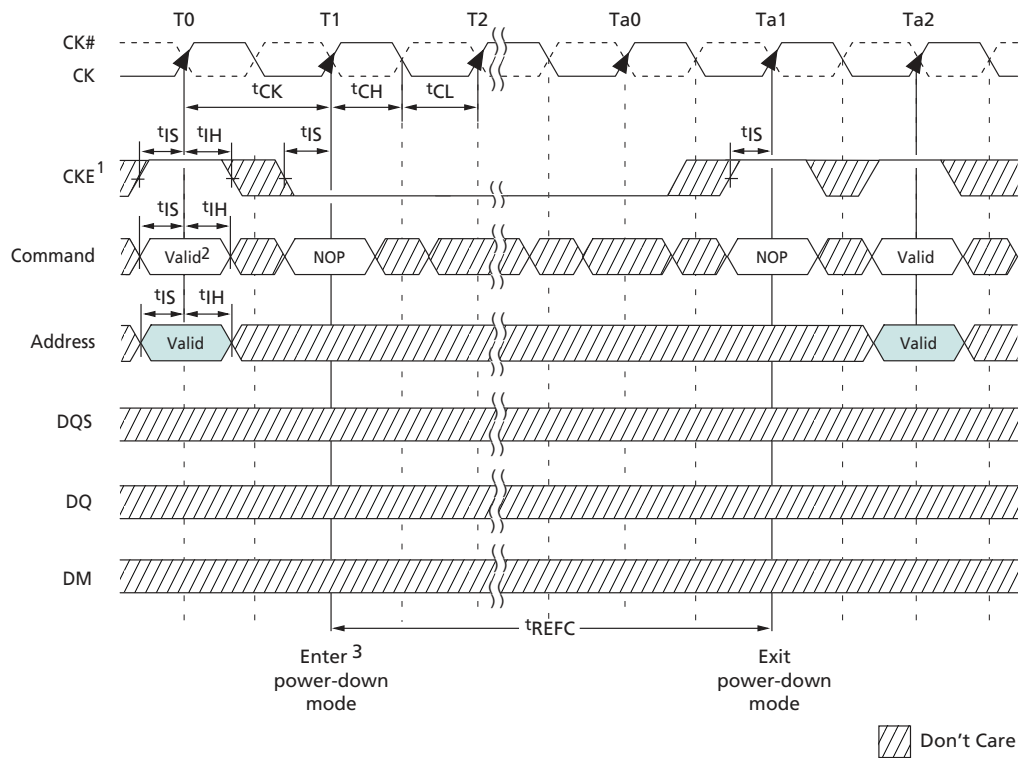 T0 T1 T2 Ta0 Ta1 Ta2
CK#
CK
tCK tCH tCL
tIS tIH tIS tIS
CKE1
tIS tIH
Command Valid2 NOP NOP Valid
tIS tIH
Address Valid Valid
DQS
DQ
DM
tREFC
Enter 3
power-down
mode
Exit
power-down
mode
Don't Care